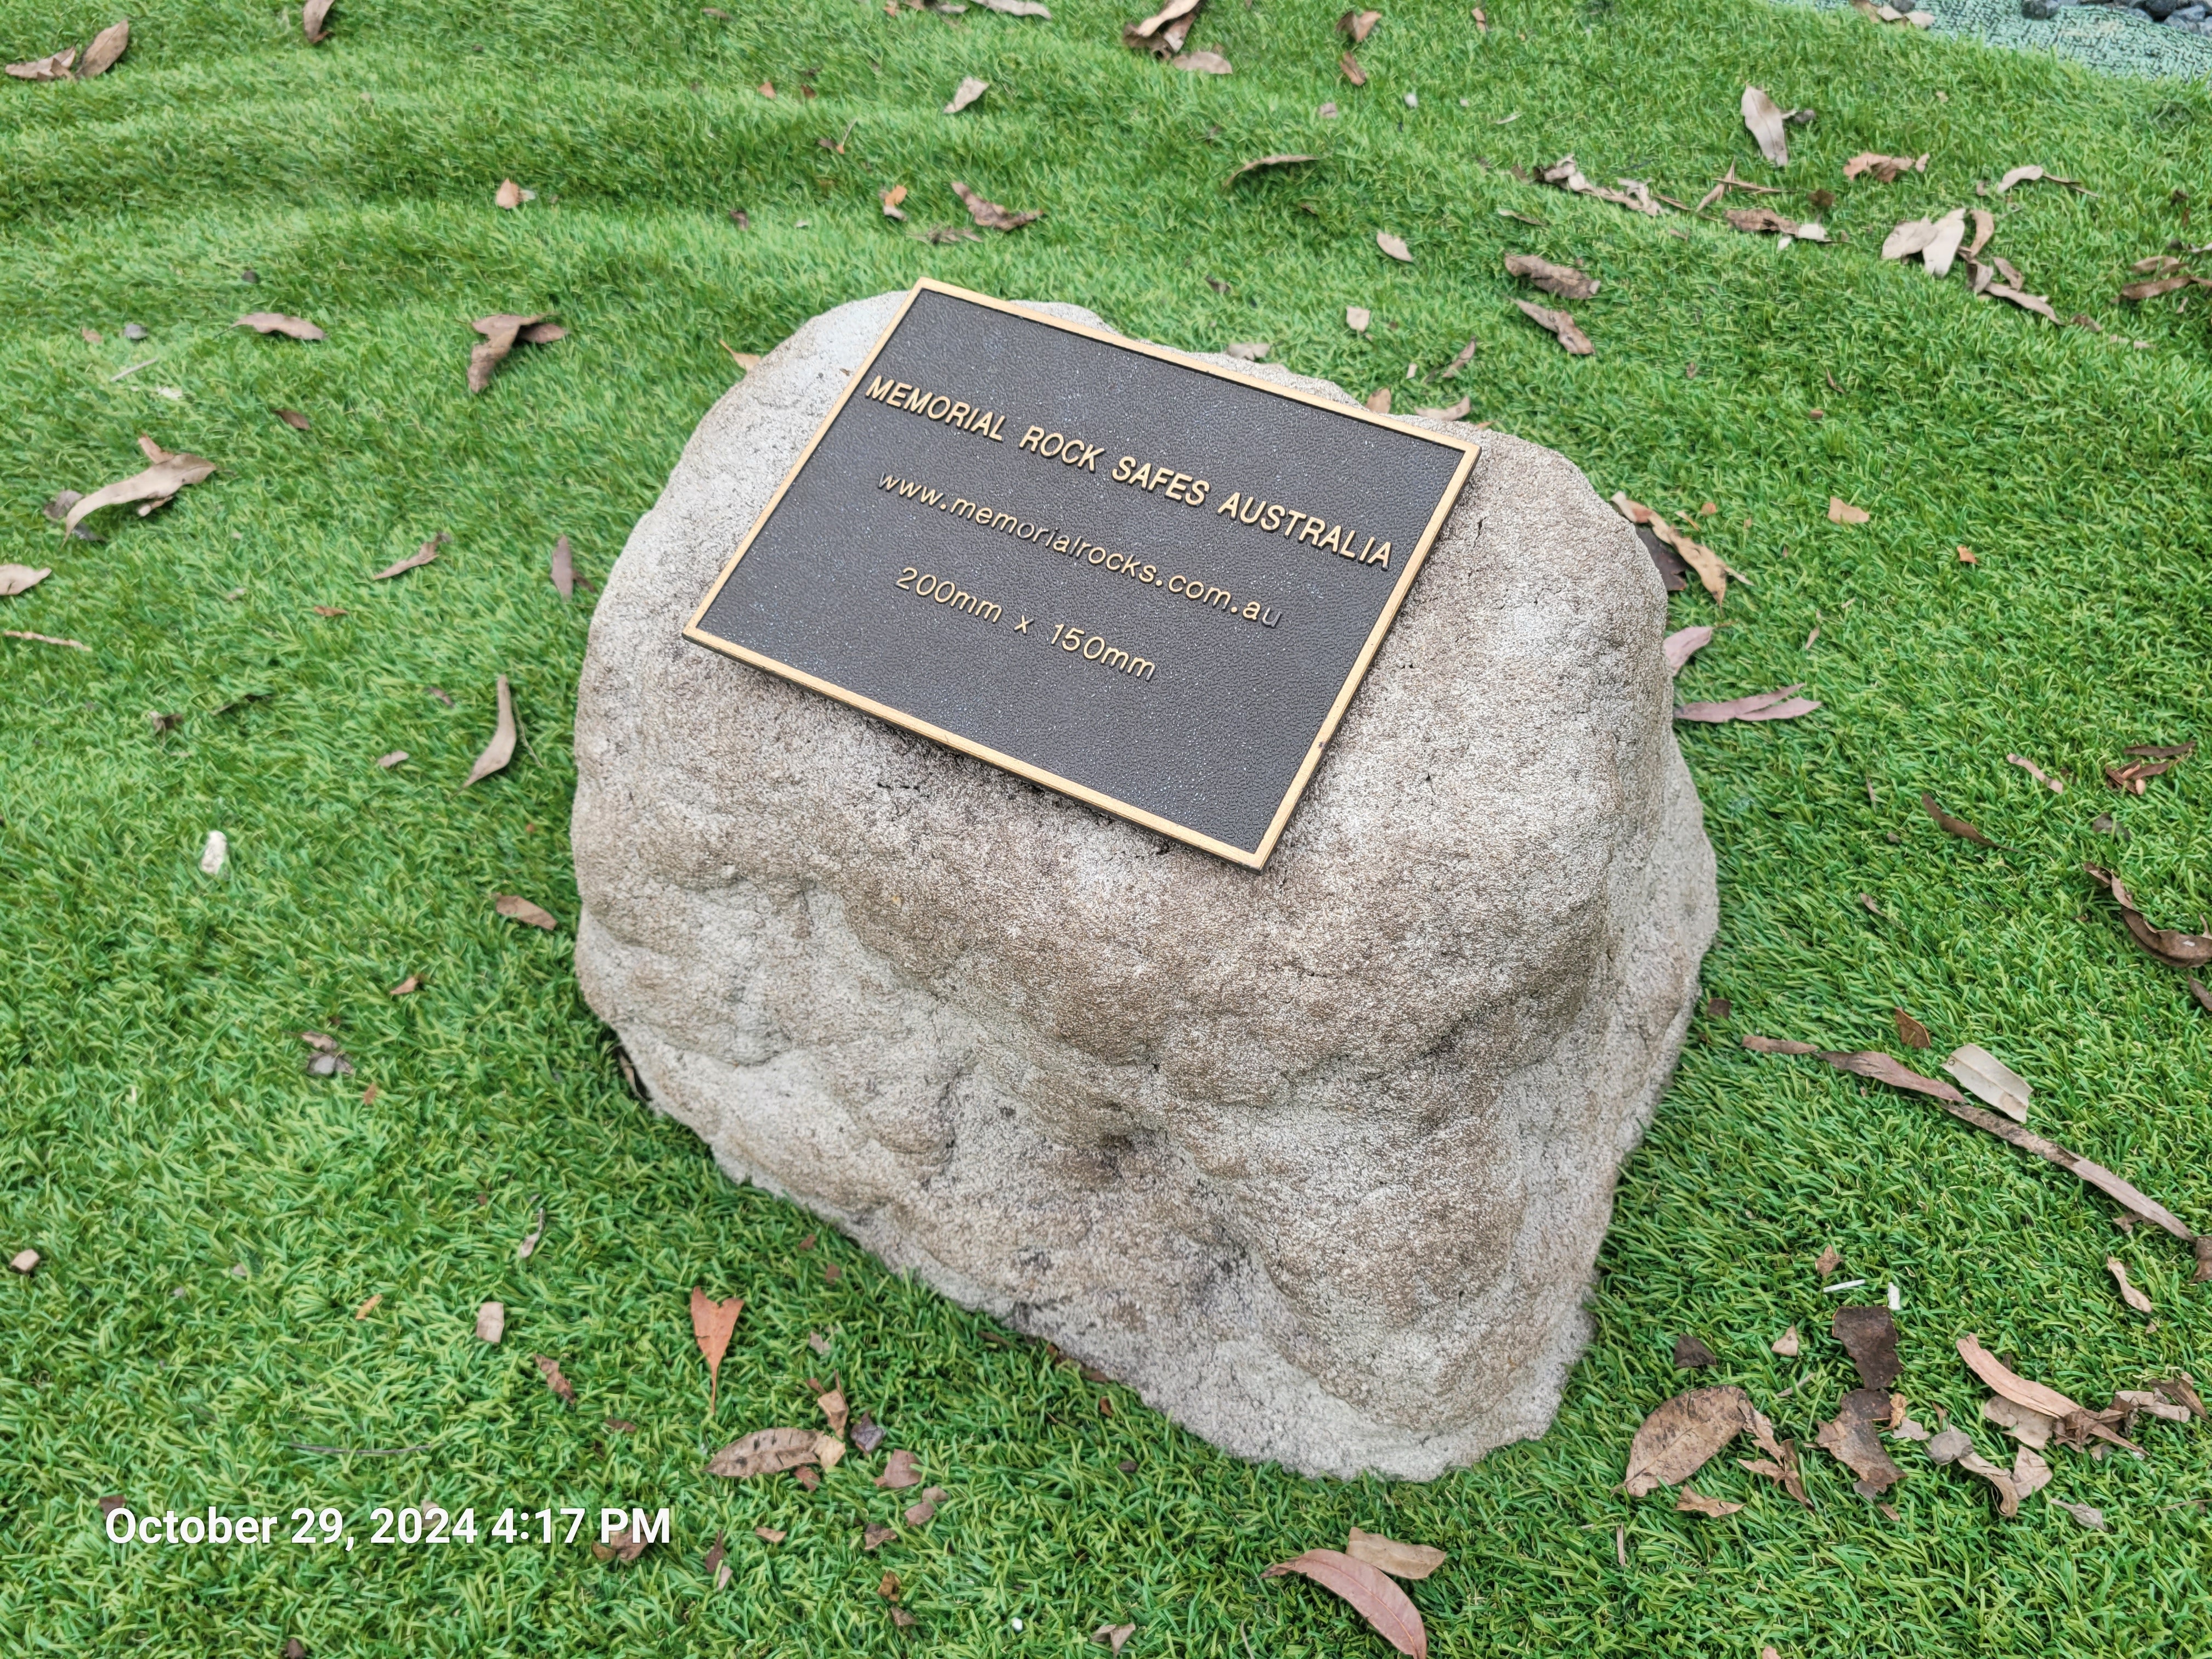 MEMORIAL ROCK SAFES AUSTRALIA
www.memorialrocks.com.au
200mm x 150mm
October 29, 2024 4:17 PM